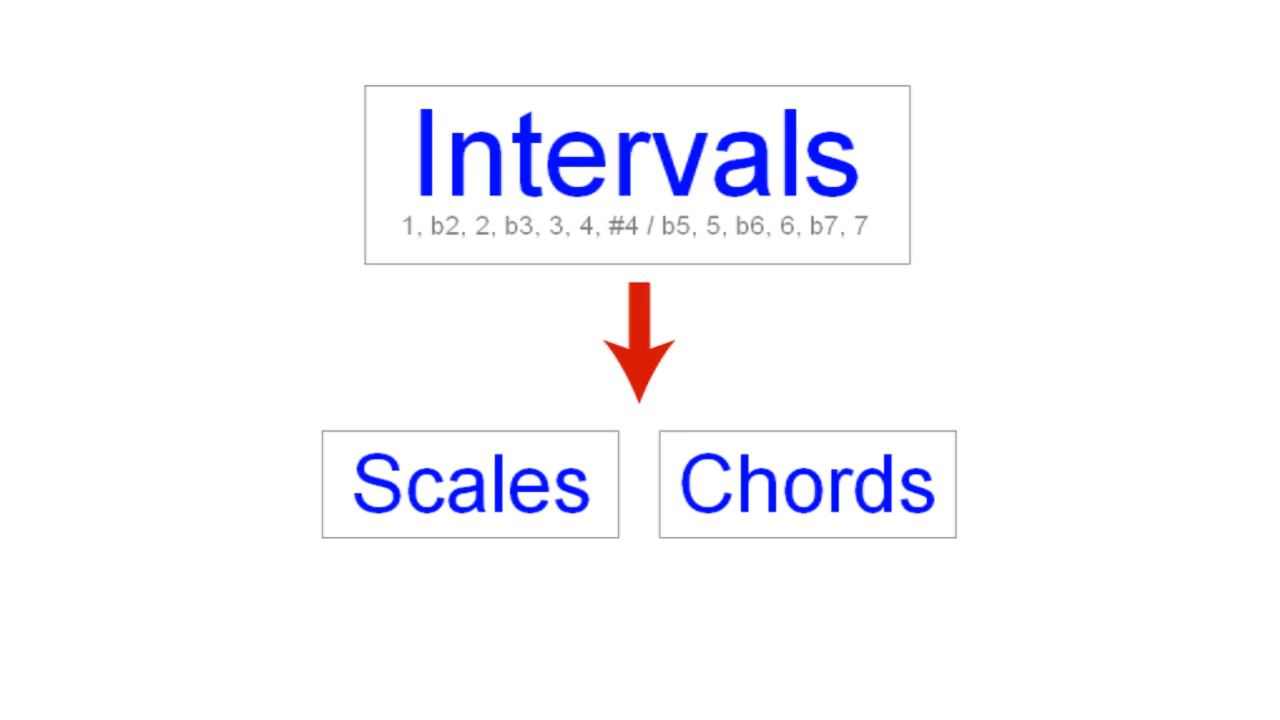 Intervals
1, b2, 2, b3, 3, 4, #4 / b5, 5, b6, 6, b7, 7
Scales
Chords